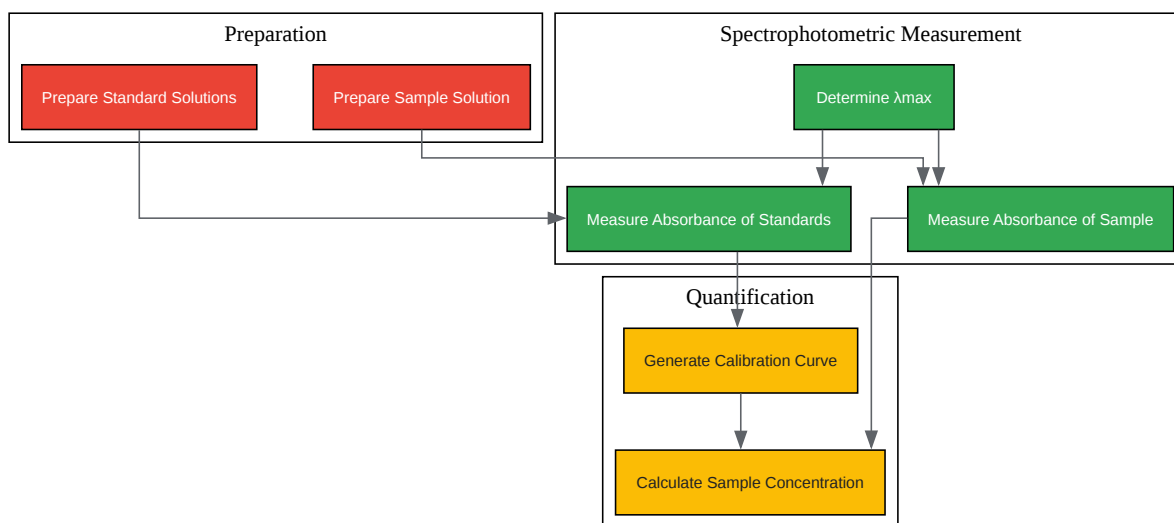 Preparation
Prepare Standard Solutions
Prepare Sample Solution
Spectrophotometric Measurement
Determine λmax
Measure Absorbance of Standards
Measure Absorbance of Sample
Quantification
Generate Calibration Curve
Calculate Sample Concentration